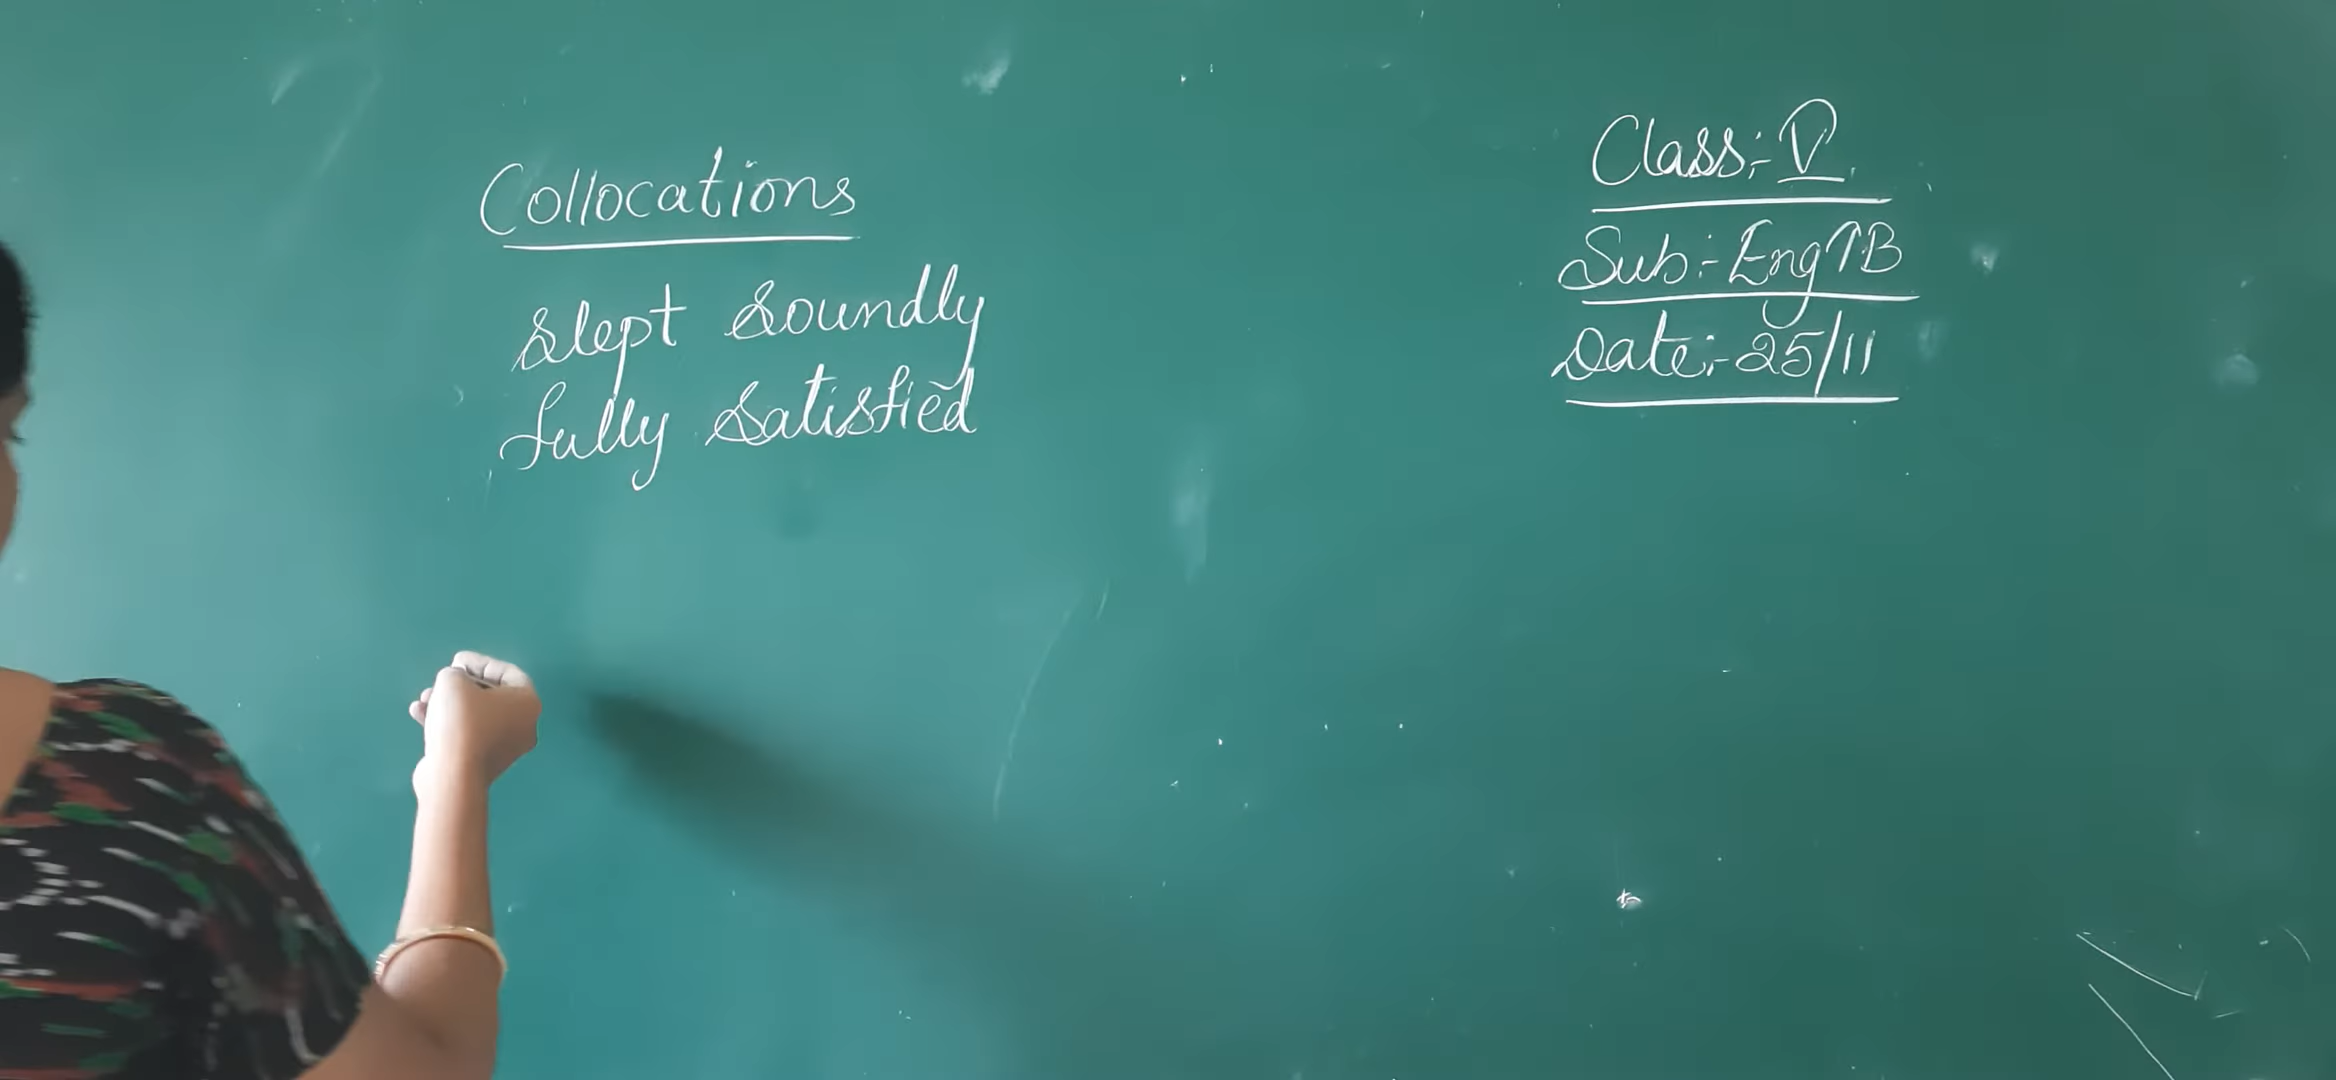 Collocations
Slept Soundly
fully Satisfied
Class:- V
Sub:- Eng TB
Date:- 25/11